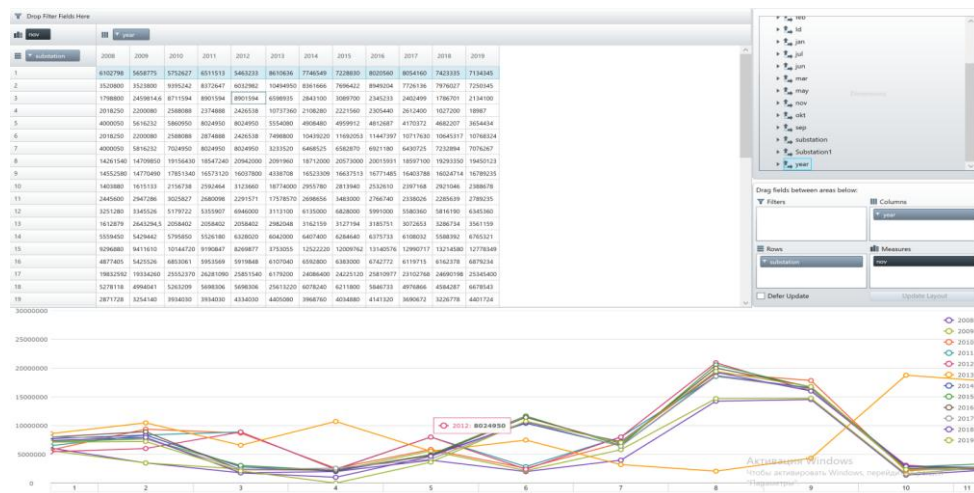 Drop Filter Fields Here
nov year
substation 2008 2009 2010 2011 2012 2013 2014 2015 2016 2017 2018 2019
1 6102798 5658775 5752627 6511513 5463233 8610636 7746549 7228830 8020560 8054160 7423335 7134345
2 3520800 3523800 9395242 8372647 6032982 10494950 8361666 7696422 8949204 7726136 7976027 7250345
3 1798800 2459814,6 8711594 8901594 8901594 6598935 2843100 3089700 2345233 2402499 1786701 2134100
4 2018250 2200080 2588088 2374888 2426538 10737360 2108280 2221560 2305440 2612400 1027200 18967
5 4000050 5616232 5860950 8024950 8024950 5554080 4908480 4959912 4812687 4170372 4682207 3654434
6 2018250 2200080 2588088 2874888 2426538 7498800 10439220 11692053 11447397 10717630 10645317 10768324
7 4000050 5816232 7024950 8024950 8024950 3233520 6468525 6582870 6921180 6430725 7232894 7076267
8 14261540 14709850 19156430 18547240 20942000 2091960 18712000 20573000 20015931 18597100 19293350 19450123
9 14552580 14770490 17851340 16573120 16037800 4338708 16523309 16637513 16771485 16403786 16024714 16789235
10 1403880 1615133 2156738 2592464 3123660 18774000 2955780 2813940 2532610 2397168 2921046 2388678
11 2445600 2947286 3025827 2680096 2291571 17578570 2698656 3483000 2766740 2538026 2285639 2789235
12 3251280 3345526 5179722 5355907 6946000 3113100 6135000 6828000 5991000 5580360 5816190 6345360
13 1612879 2643294,5 2058402 2058402 2058402 2982048 3162159 3127194 3185751 3072653 3286734 3561159
14 5559450 5429442 5795850 5526180 6328020 6042000 6407400 6284640 6375733 6108032 5588392 6765321
15 9296880 9411610 10144720 9190847 8269877 3753055 12522220 12009762 13140576 12990717 13214580 12778349
16 4877405 5425526 6853061 5953569 5919848 6107040 6592800 6383000 6742772 6119715 6162378 6879234
17 19832592 19334260 25552370 26281090 25851540 6179200 24086400 24225120 25810977 23102768 24690198 25345400
18 5278116 4994041 5263209 5698306 5698306 25613220 6078240 6211800 5846733 4976866 4584287 6678543
19 2871728 3254140 3934030 3934030 4334030 4405080 3968760 4034880 4141320 3690672 3226778 4401724
feb
Id
jan
jul
jun
mar
may
nov
okt
sep
substation
Substation1
year
Drag fields between areas below:
Filters Columns
year
Rows Measures
substation nov
Defer Update Update Layout
30000000
25000000
20000000
15000000
10000000
5000000
0
1 2 3 4 5 6 7 8 9 10 11
2012: 8024950
2008
2009
2010
2011
2012
2013
2014
2015
2016
2017
2018
2019
Активация Windows
Чтобы активировать Windows, перейд
"Параметры"